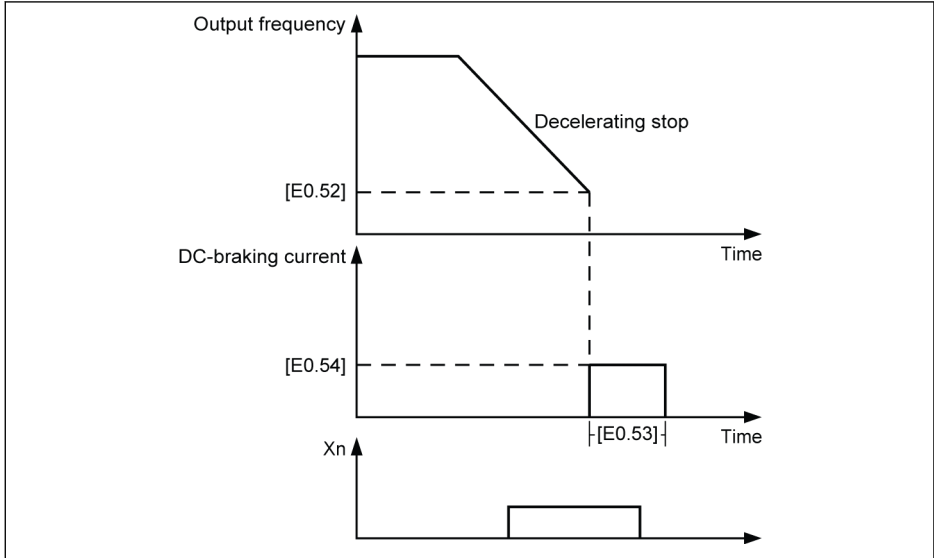 Output frequency
Decelerating stop
[E0.52]
Time
DC-braking current
[E0.54]
[E0.53]
Time
Xn